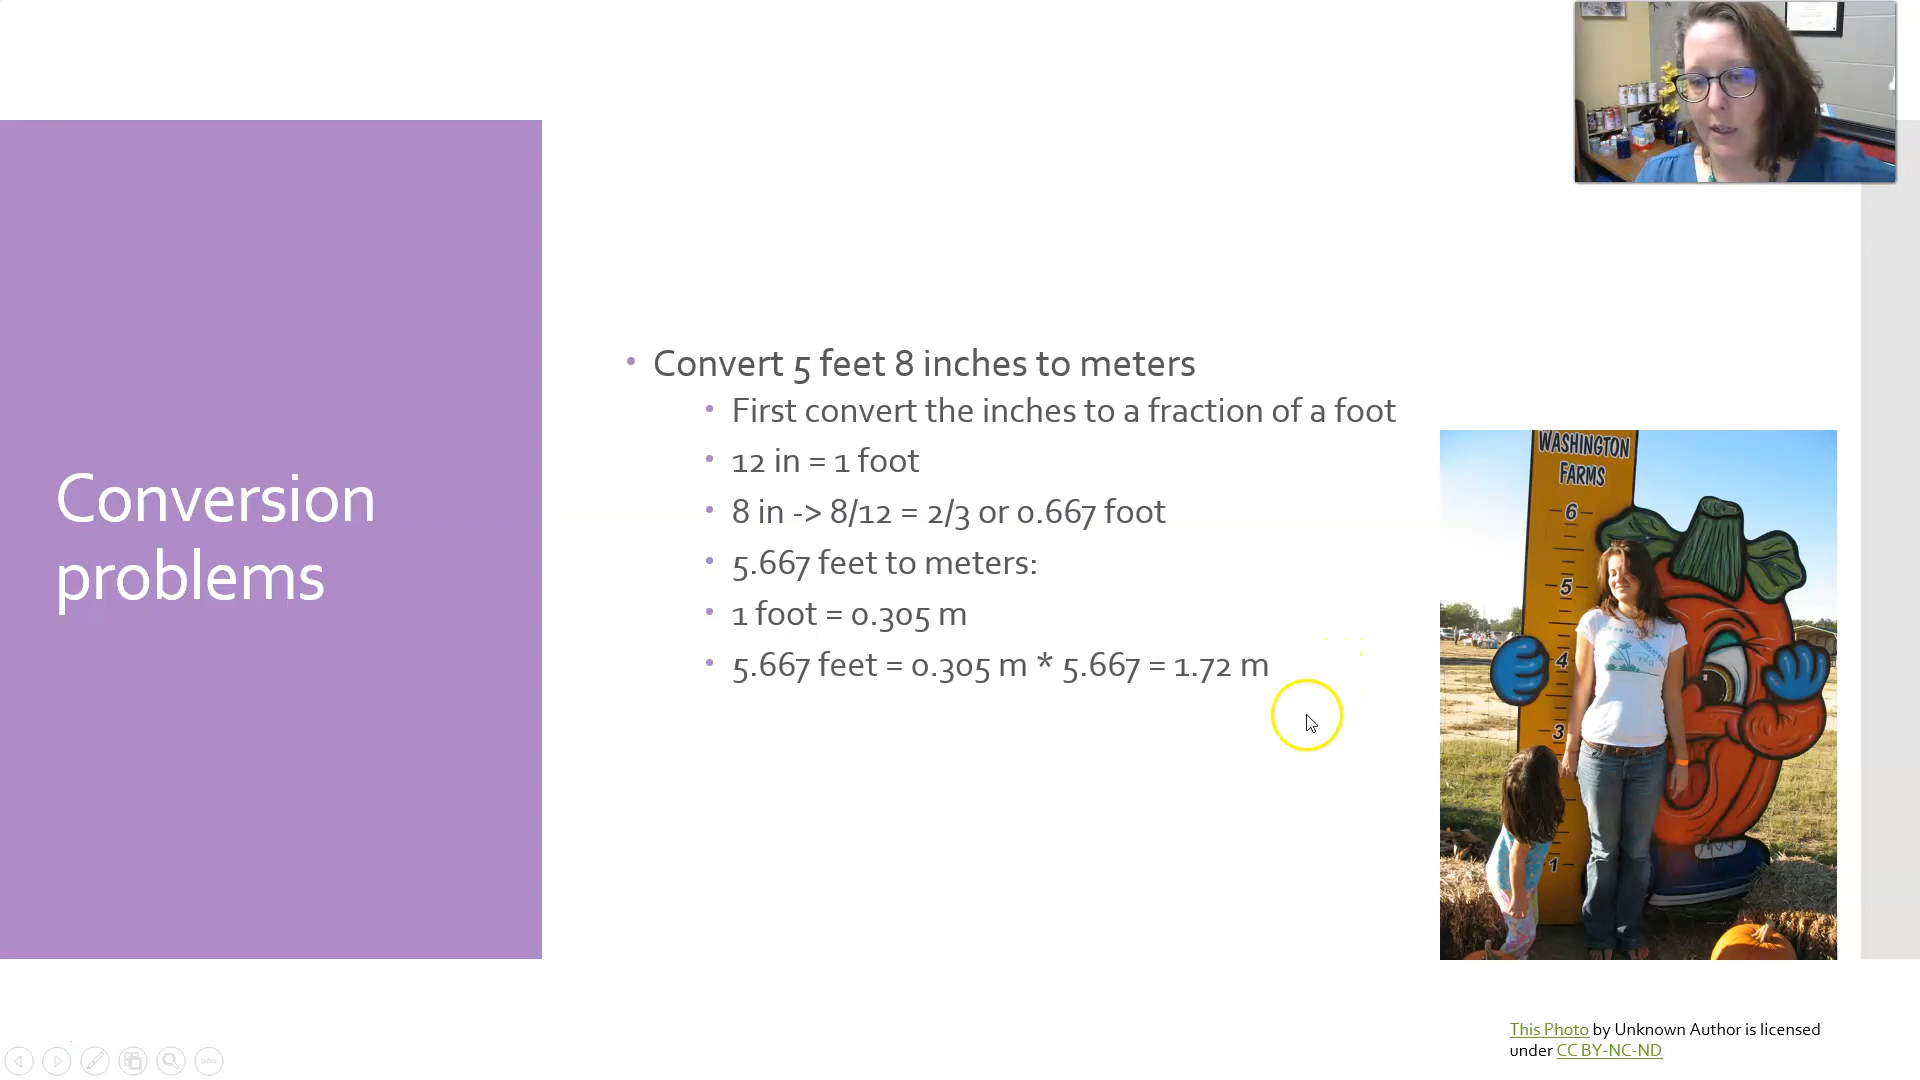 Conversion
problems
Convert 5 feet 8 inches to meters
First convert the inches to a fraction of a foot
12 in = 1 foot
8 in -> 8/12 = 2/3 or 0.667 foot
5.667 feet to meters:
1 foot = 0.305 m
5.667 feet = 0.305 m * 5.667 = 1.72 m
WASHINGTON
FARMS
6
5
4
3
1
This Photo by Unknown Author is licensed
under CC BY-NC-ND